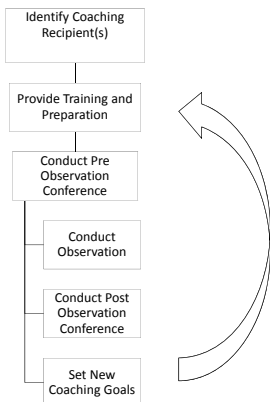 Identify Coaching
Recipient(s)
Provide Training and
Preparation
Conduct Pre
Observation
Conference
Conduct
Observation
Conduct Post
Observation
Conference
Set New
Coaching Goals